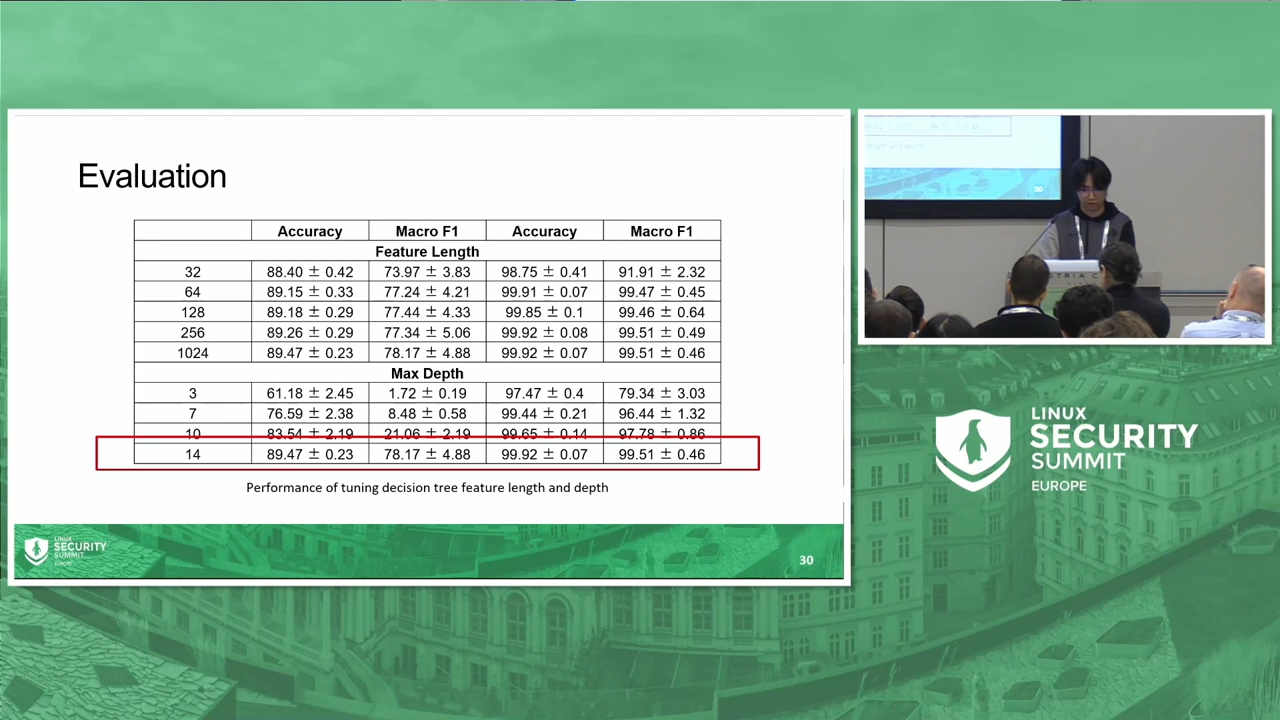 Evaluation
Accuracy Macro F1 Accuracy Macro F1
Feature Length
32 88.40 ± 0.42 73.97 ± 3.83 98.75 ± 0.41 91.91 ± 2.32
64 89.15 ± 0.33 77.24 ± 4.21 99.91 ± 0.07 99.47 ± 0.45
128 89.18 ± 0.29 77.44 ± 4.33 99.85 ± 0.1 99.46 ± 0.64
256 89.26 ± 0.29 77.34 ± 5.06 99.92 ± 0.08 99.51 ± 0.49
1024 89.47 ± 0.23 78.17 ± 4.88 99.92 ± 0.07 99.51 ± 0.46
Max Depth
3 61.18 ± 2.45 1.72 ± 0.19 97.47 ± 0.4 79.34 ± 3.03
7 76.59 ± 2.38 8.48 ± 0.58 99.44 ± 0.21 96.44 ± 1.32
10 83.54 ± 2.19 21.06 ± 2.19 99.65 ± 0.14 97.78 ± 0.86
14 89.47 ± 0.23 78.17 ± 4.88 99.92 ± 0.07 99.51 ± 0.46
Performance of tuning decision tree feature length and depth
LINUX
SECURITY
SUMMIT
EUROPE
30
30
LINUX
SECURITY
SUMMIT
EUROPE